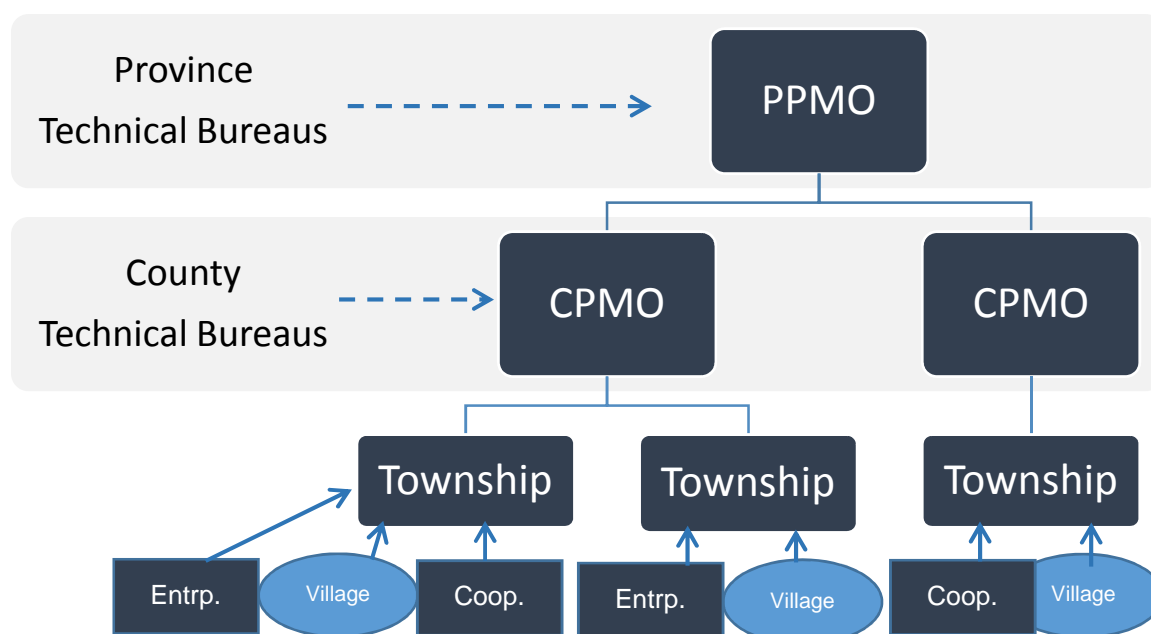 Province
Technical Bureaus
PPMO
County
Technical Bureaus
CPMO
CPMO
Township
Township
Township
Entrp.
Village
Coop.
Entrp.
Village
Coop.
Village